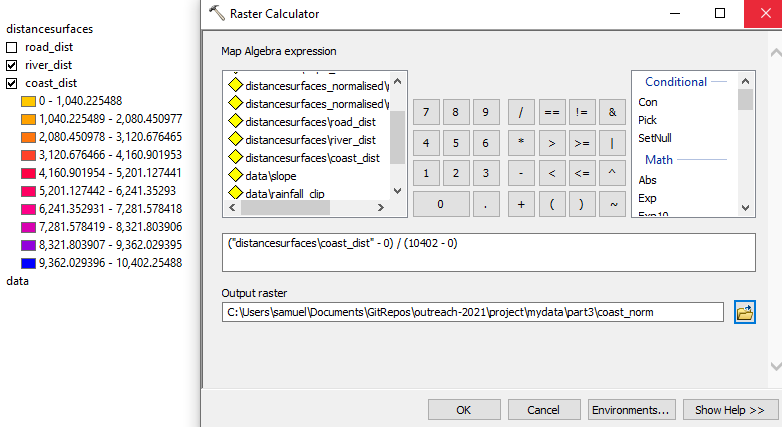 distancesurfaces
road_dist
river_dist
coast_dist
0 - 1,040.225488
1,040.225489 - 2,080.450977
2,080.450978 - 3,120.676465
3,120.676466 - 4,160.901953
4,160.901954 - 5,201.127441
5,201.127442 - 6,241.35293
6,241.352931 - 7,281.578418
7,281.578419 - 8,321.803906
8,321.803907 - 9,362.029395
9,362.029396 - 10,402.25488
data
Raster Calculator
Map Algebra expression
distancesurfaces_normalised\
distancesurfaces_normalised\
distancesurfaces\road_dist
distancesurfaces\river_dist
distancesurfaces\coast_dist
data\slope
data\rainfall_clip
7 8 9 / == != &
4 5 6 * > >= |
1 2 3 - < <= ^
0 . + ( ) ~
Conditional
Con
Pick
SetNull
Math
Abs
Exp
Exp10
("distancesurfaces\coast_dist" - 0) / (10402 - 0)
Output raster
C:\Users\samuel\Documents\GitRepos\outreach-2021\project\mydata\part3\coast_norm
OK Cancel Environments... Show Help >>